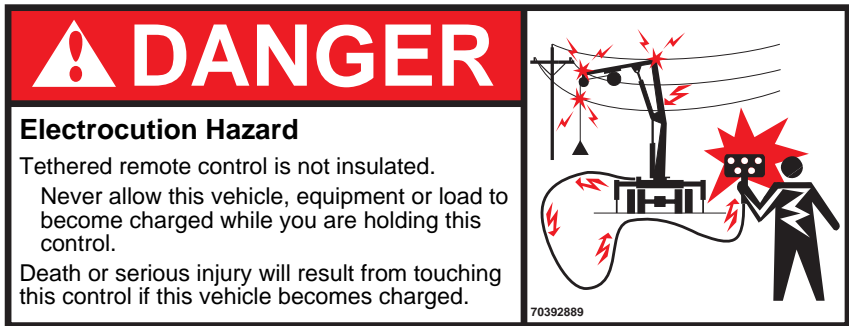 DANGER
Electrocution Hazard
Tethered remote control is not insulated.
Never allow this vehicle, equipment or load to
become charged while you are holding this
control.
Death or serious injury will result from touching
this control if this vehicle becomes charged.
70392889